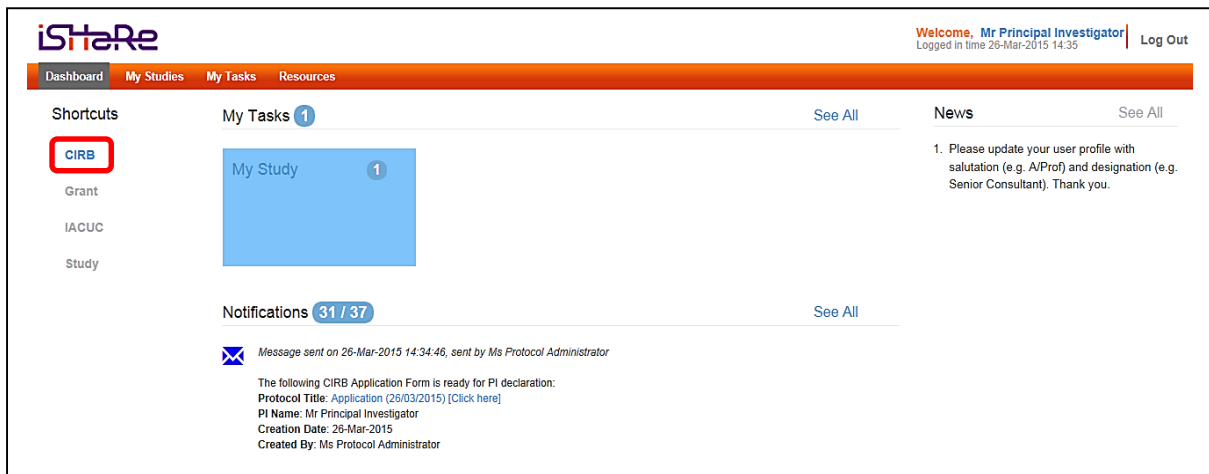 iSHaRe
Welcome, Mr Principal Investigator
Logged in time 26-Mar-2015 14:35
Log Out
Dashboard My Studies My Tasks Resources
Shortcuts
CIRB
Grant
IACUC
Study
My Tasks 1 See All
My Study 1
Notifications 31 / 37 See All
Message sent on 26-Mar-2015 14:34:46, sent by Ms Protocol Administrator
The following CIRB Application Form is ready for PI declaration:
Protocol Title: Application (26/03/2015) [Click here]
PI Name: Mr Principal Investigator
Creation Date: 26-Mar-2015
Created By: Ms Protocol Administrator
News See All
1. Please update your user profile with
salutation (e.g. A/Prof) and designation (e.g.
Senior Consultant). Thank you.